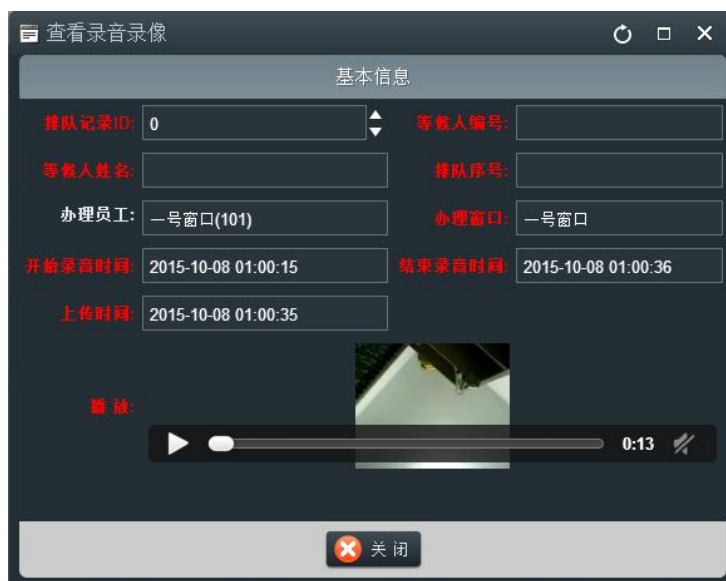 查看录音录像
基本信息
排队记录ID: 0 等候人编号:
等候人姓名: 排队序号:
办理员工: 一号窗口(101) 办理窗口: 一号窗口
开始录音时间: 2015-10-08 01:00:15 结束录音时间: 2015-10-08 01:00:36
上传时间: 2015-10-08 01:00:35
播 放:
0:13
关 闭